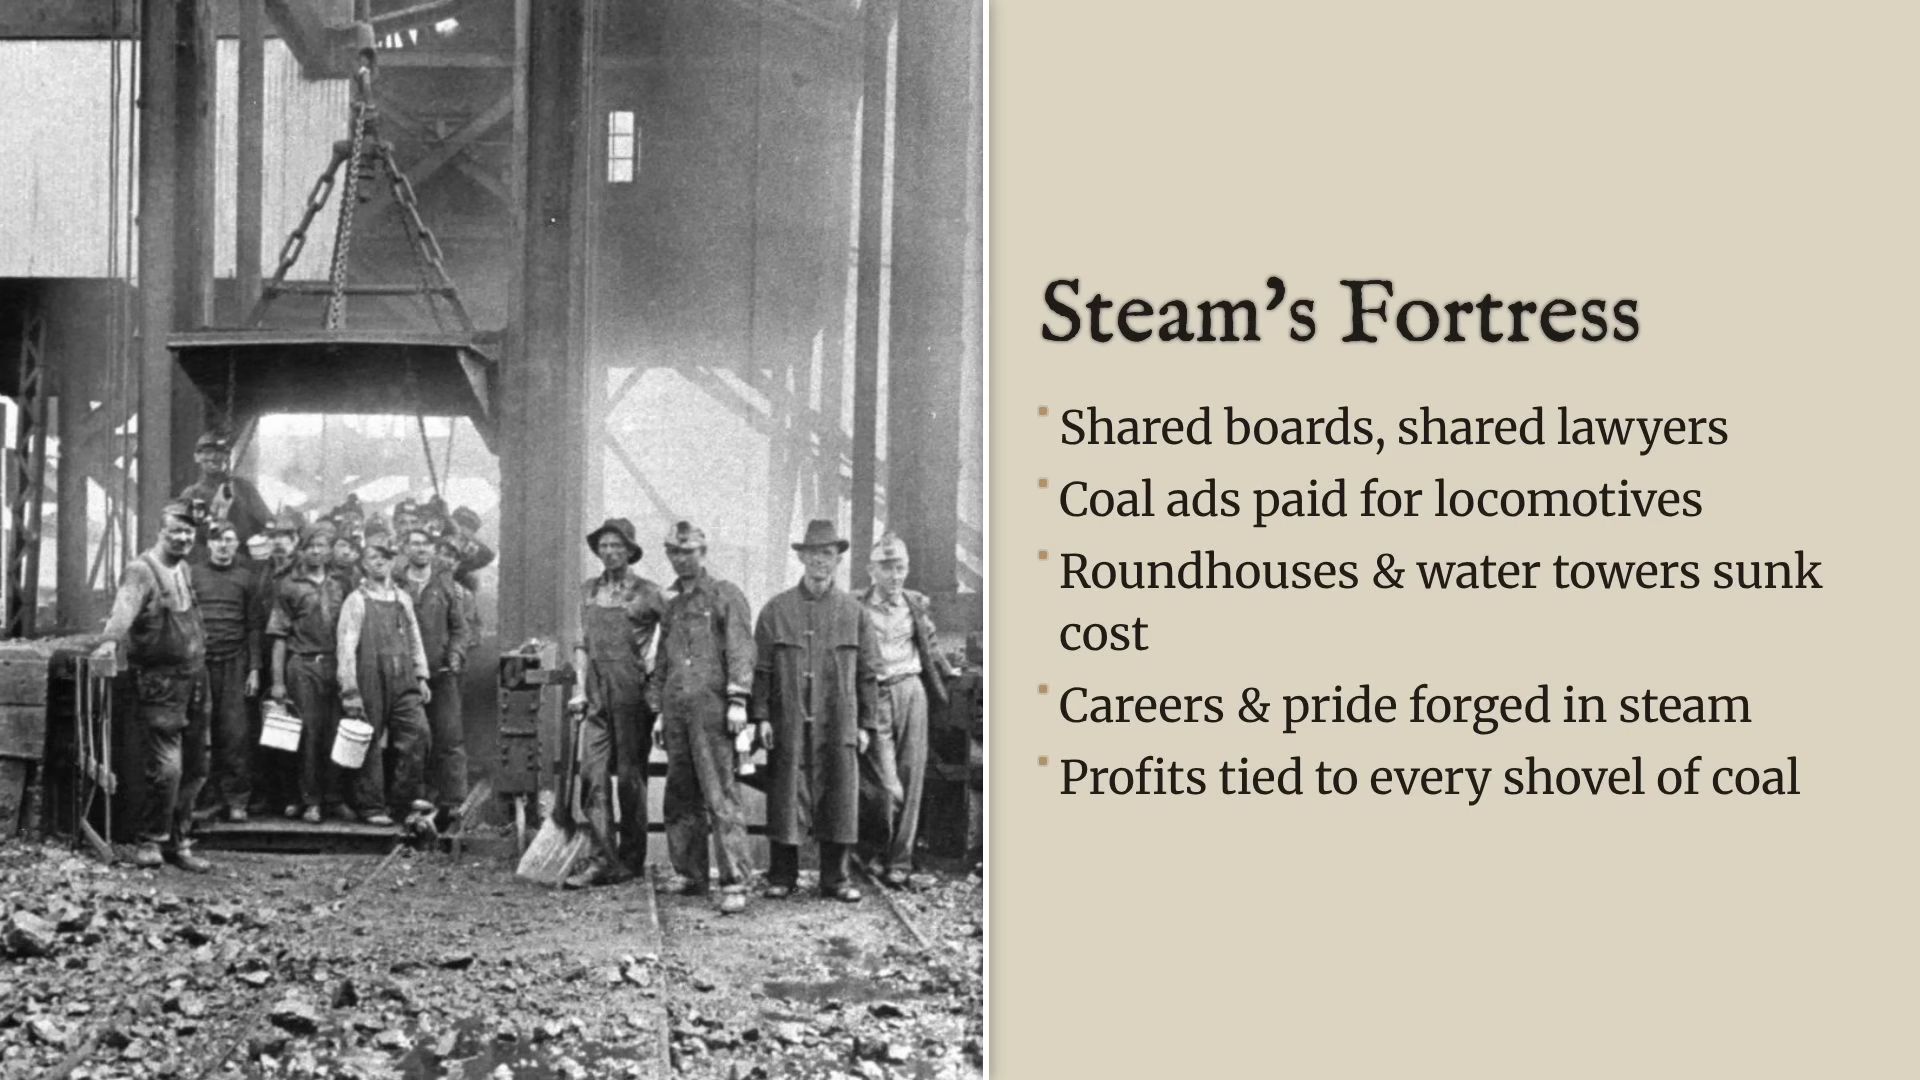 Steam’s Fortress
Shared boards, shared lawyers
Coal ads paid for locomotives
Roundhouses & water towers sunk
cost
Careers & pride forged in steam
Profits tied to every shovel of coal